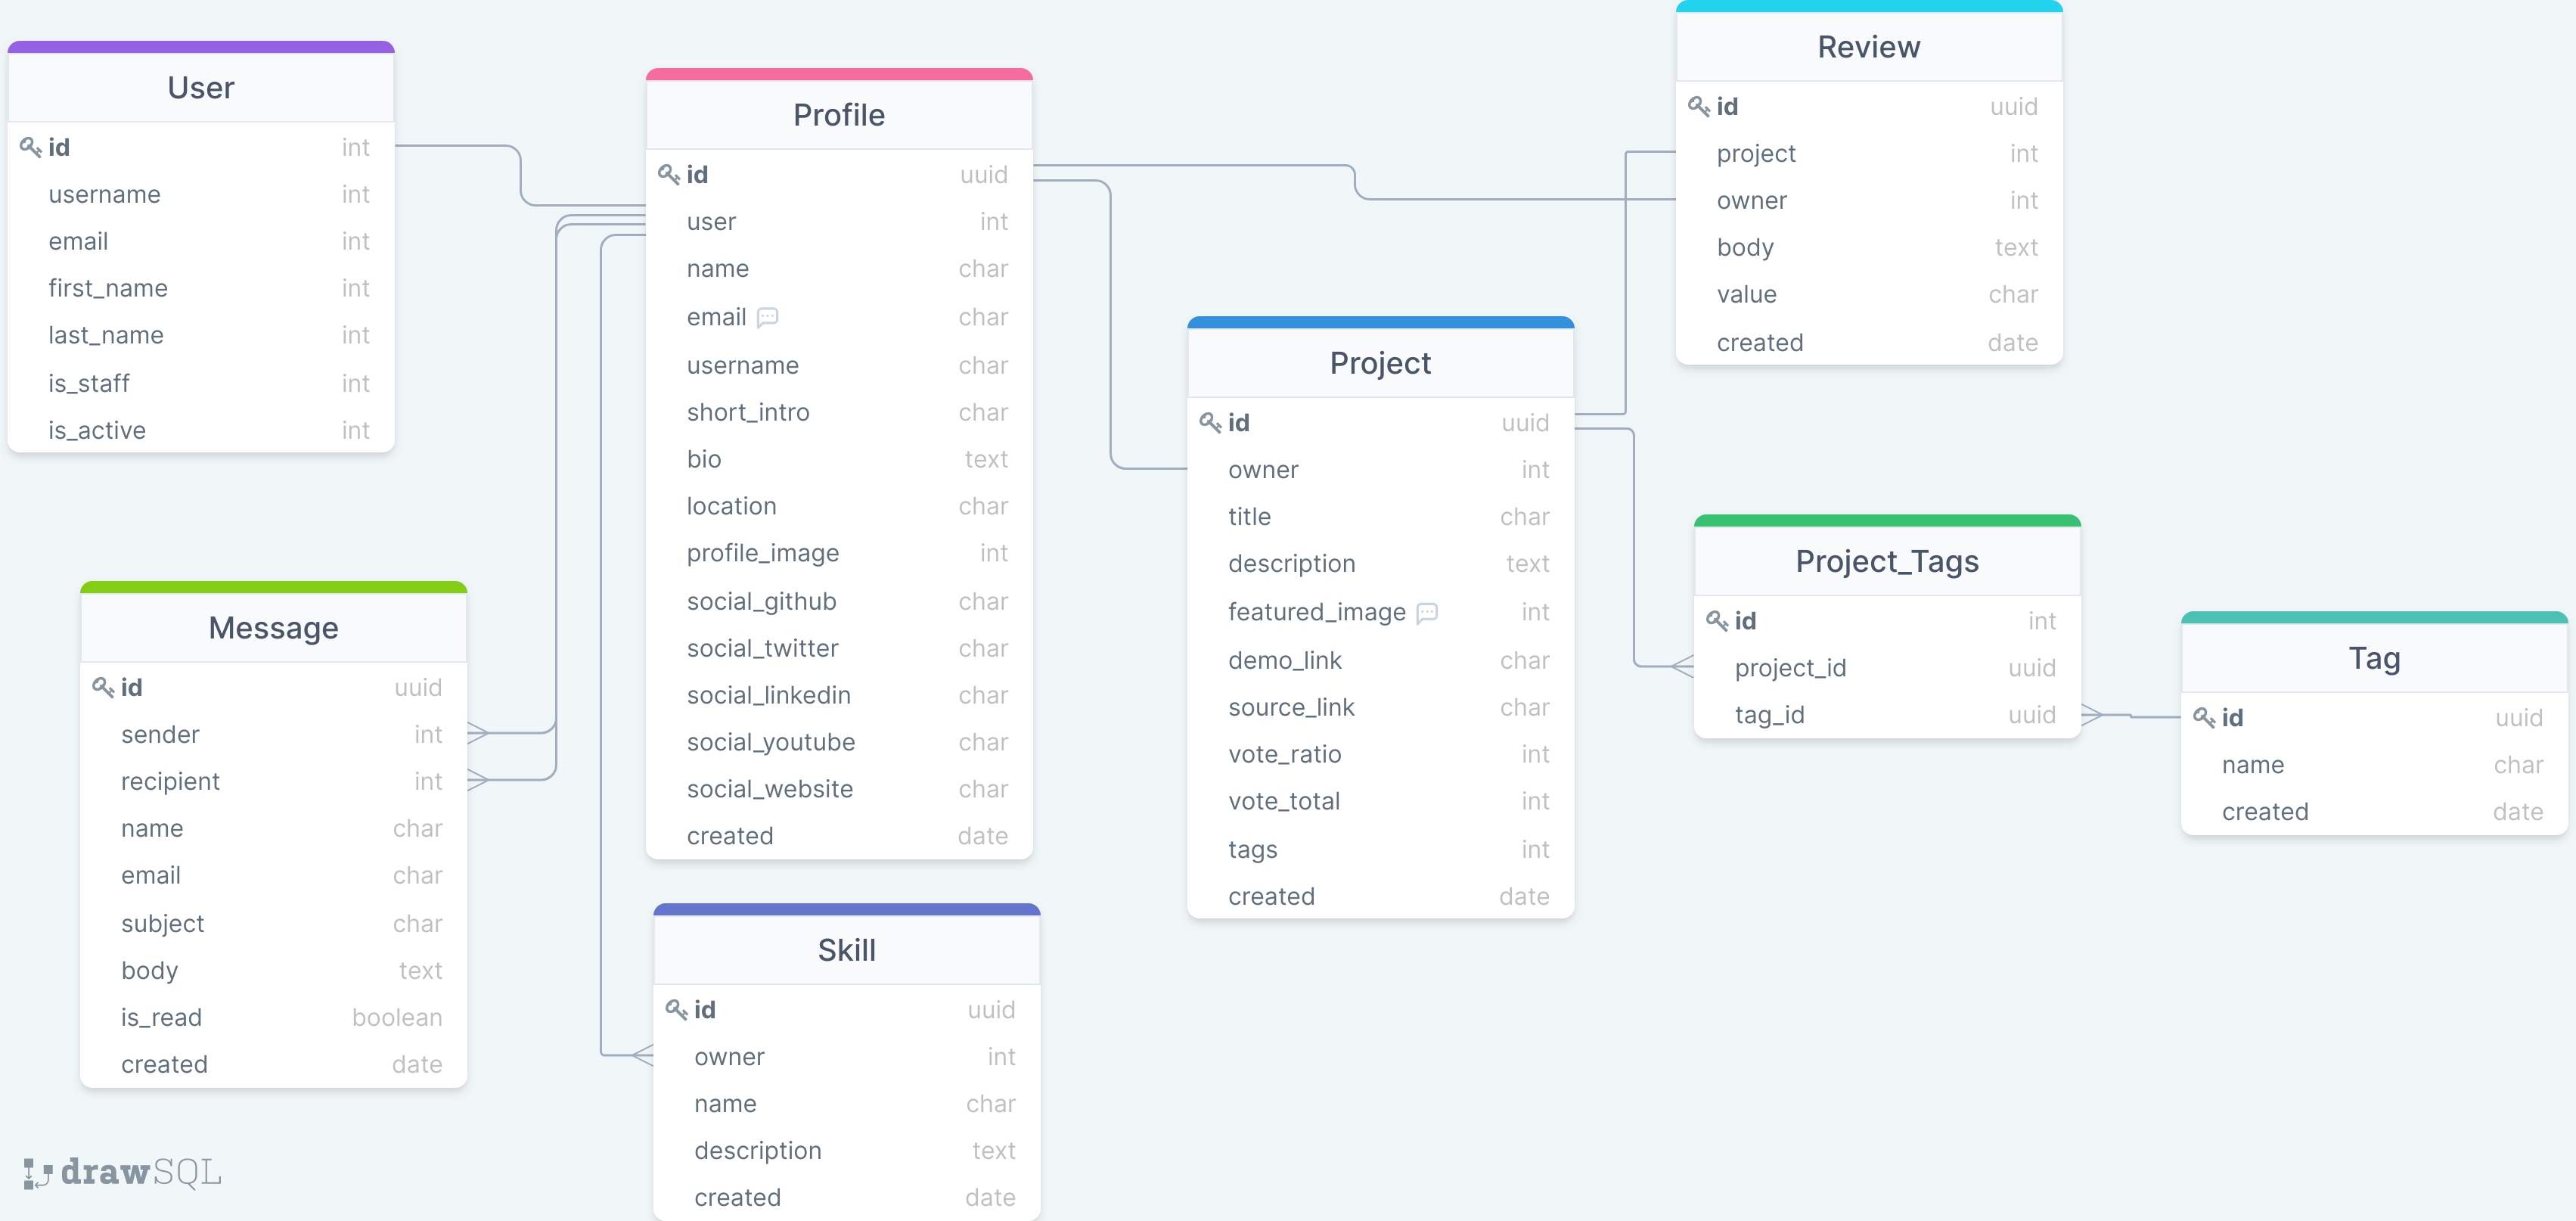 User
id int
username int
email int
first_name int
last_name int
is_staff int
is_active int
Message
id uuid
sender int
recipient int
name char
email char
subject char
body text
is_read boolean
created date
Profile
id uuid
user int
name char
email char
username char
short_intro char
bio text
location char
profile_image int
social_github char
social_twitter char
social_linkedin char
social_youtube char
social_website char
created date
Skill
id uuid
owner int
name char
description text
created date
Project
id uuid
owner int
title char
description text
featured_image int
demo_link char
source_link char
vote_ratio int
vote_total int
tags int
created date
Review
id uuid
project int
owner int
body text
value char
created date
Project_Tags
id int
project_id uuid
tag_id uuid
Tag
id uuid
name char
created date
drawSQL